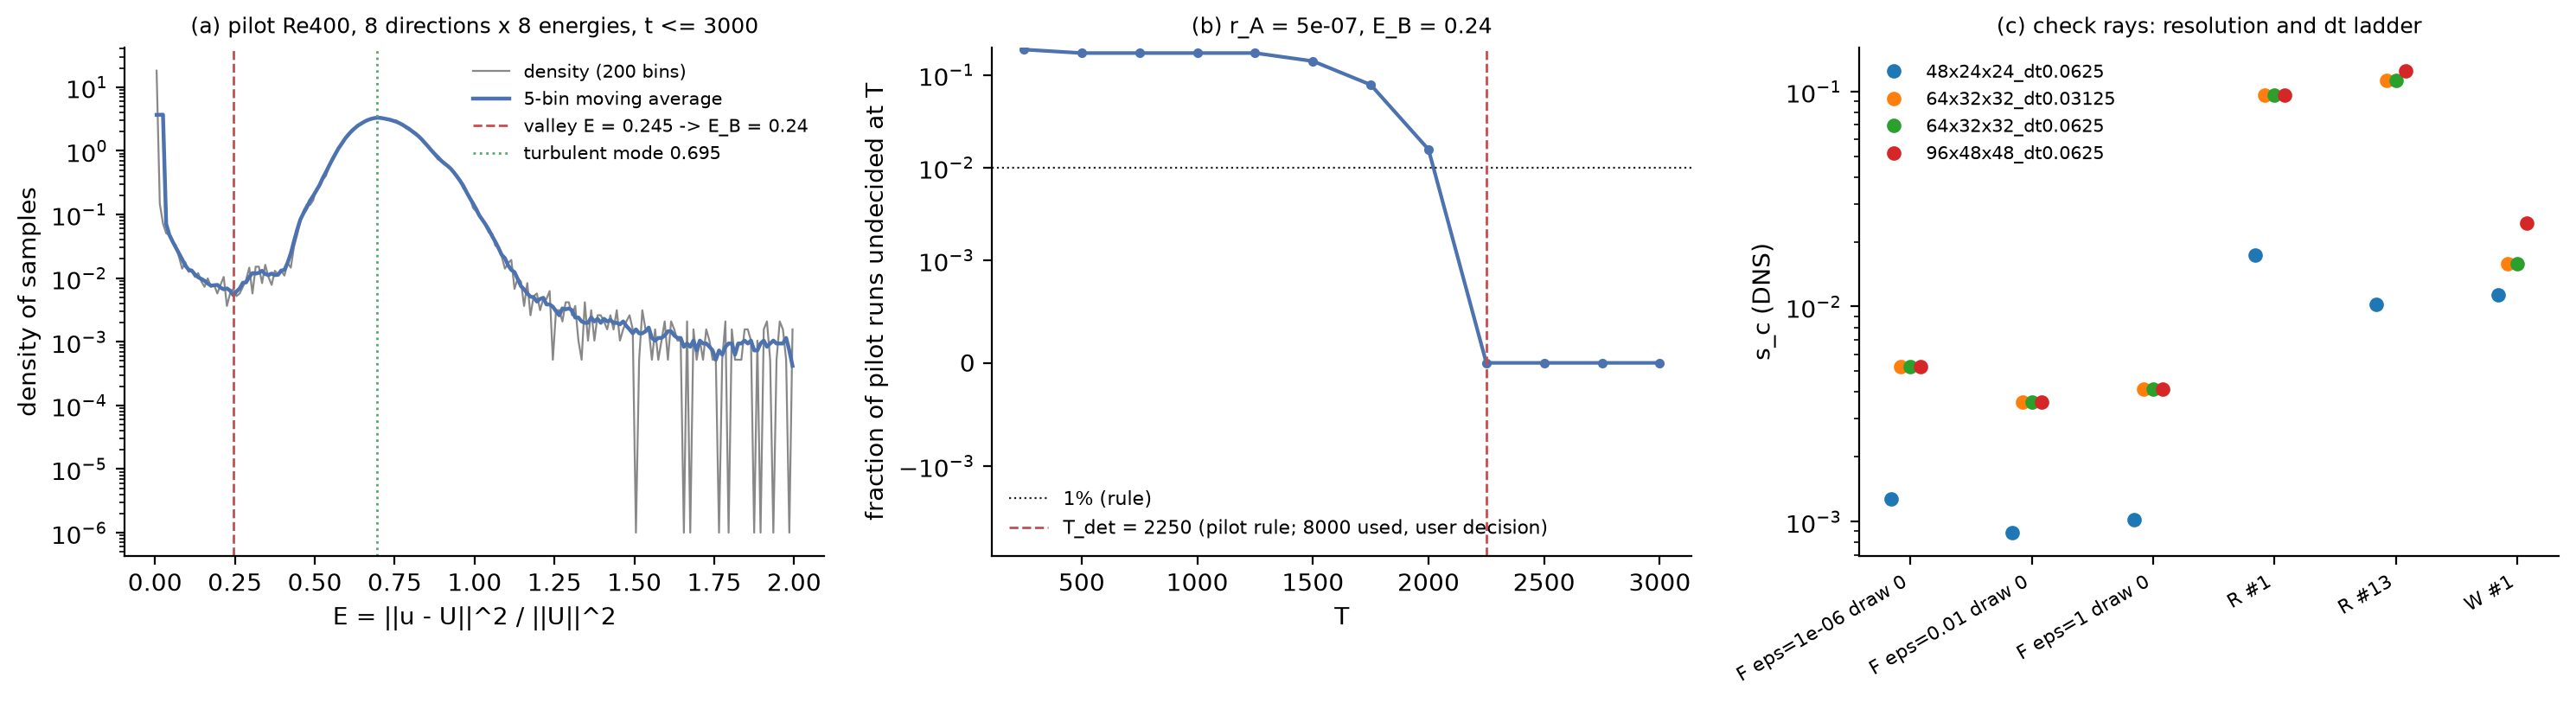 (a) pilot Re400, 8 directions x 8 energies, t <= 3000
density of samples
10^1
10^0
10^-1
10^-2
10^-3
10^-4
10^-5
10^-6
density (200 bins)
5-bin moving average
valley E = 0.245 -> E_B = 0.24
turbulent mode 0.695
0.00 0.25 0.50 0.75 1.00 1.25 1.50 1.75 2.00
E = ||u - U||^2 / ||U||^2
(b) r_A = 5e-07, E_B = 0.24
fraction of pilot runs undecided at T
10^-1
10^-2
10^-3
0
−10^-3
1% (rule)
T_det = 2250 (pilot rule; 8000 used, user decision)
500 1000 1500 2000 2500 3000
T
(c) check rays: resolution and dt ladder
s_c (DNS)
10^-1
10^-2
10^-3
48x24x24_dt0.0625
64x32x32_dt0.03125
64x32x32_dt0.0625
96x48x48_dt0.0625
F eps=1e-06 draw 0
F eps=0.01 draw 0
F eps=1 draw 0
R #1
R #13
W #1